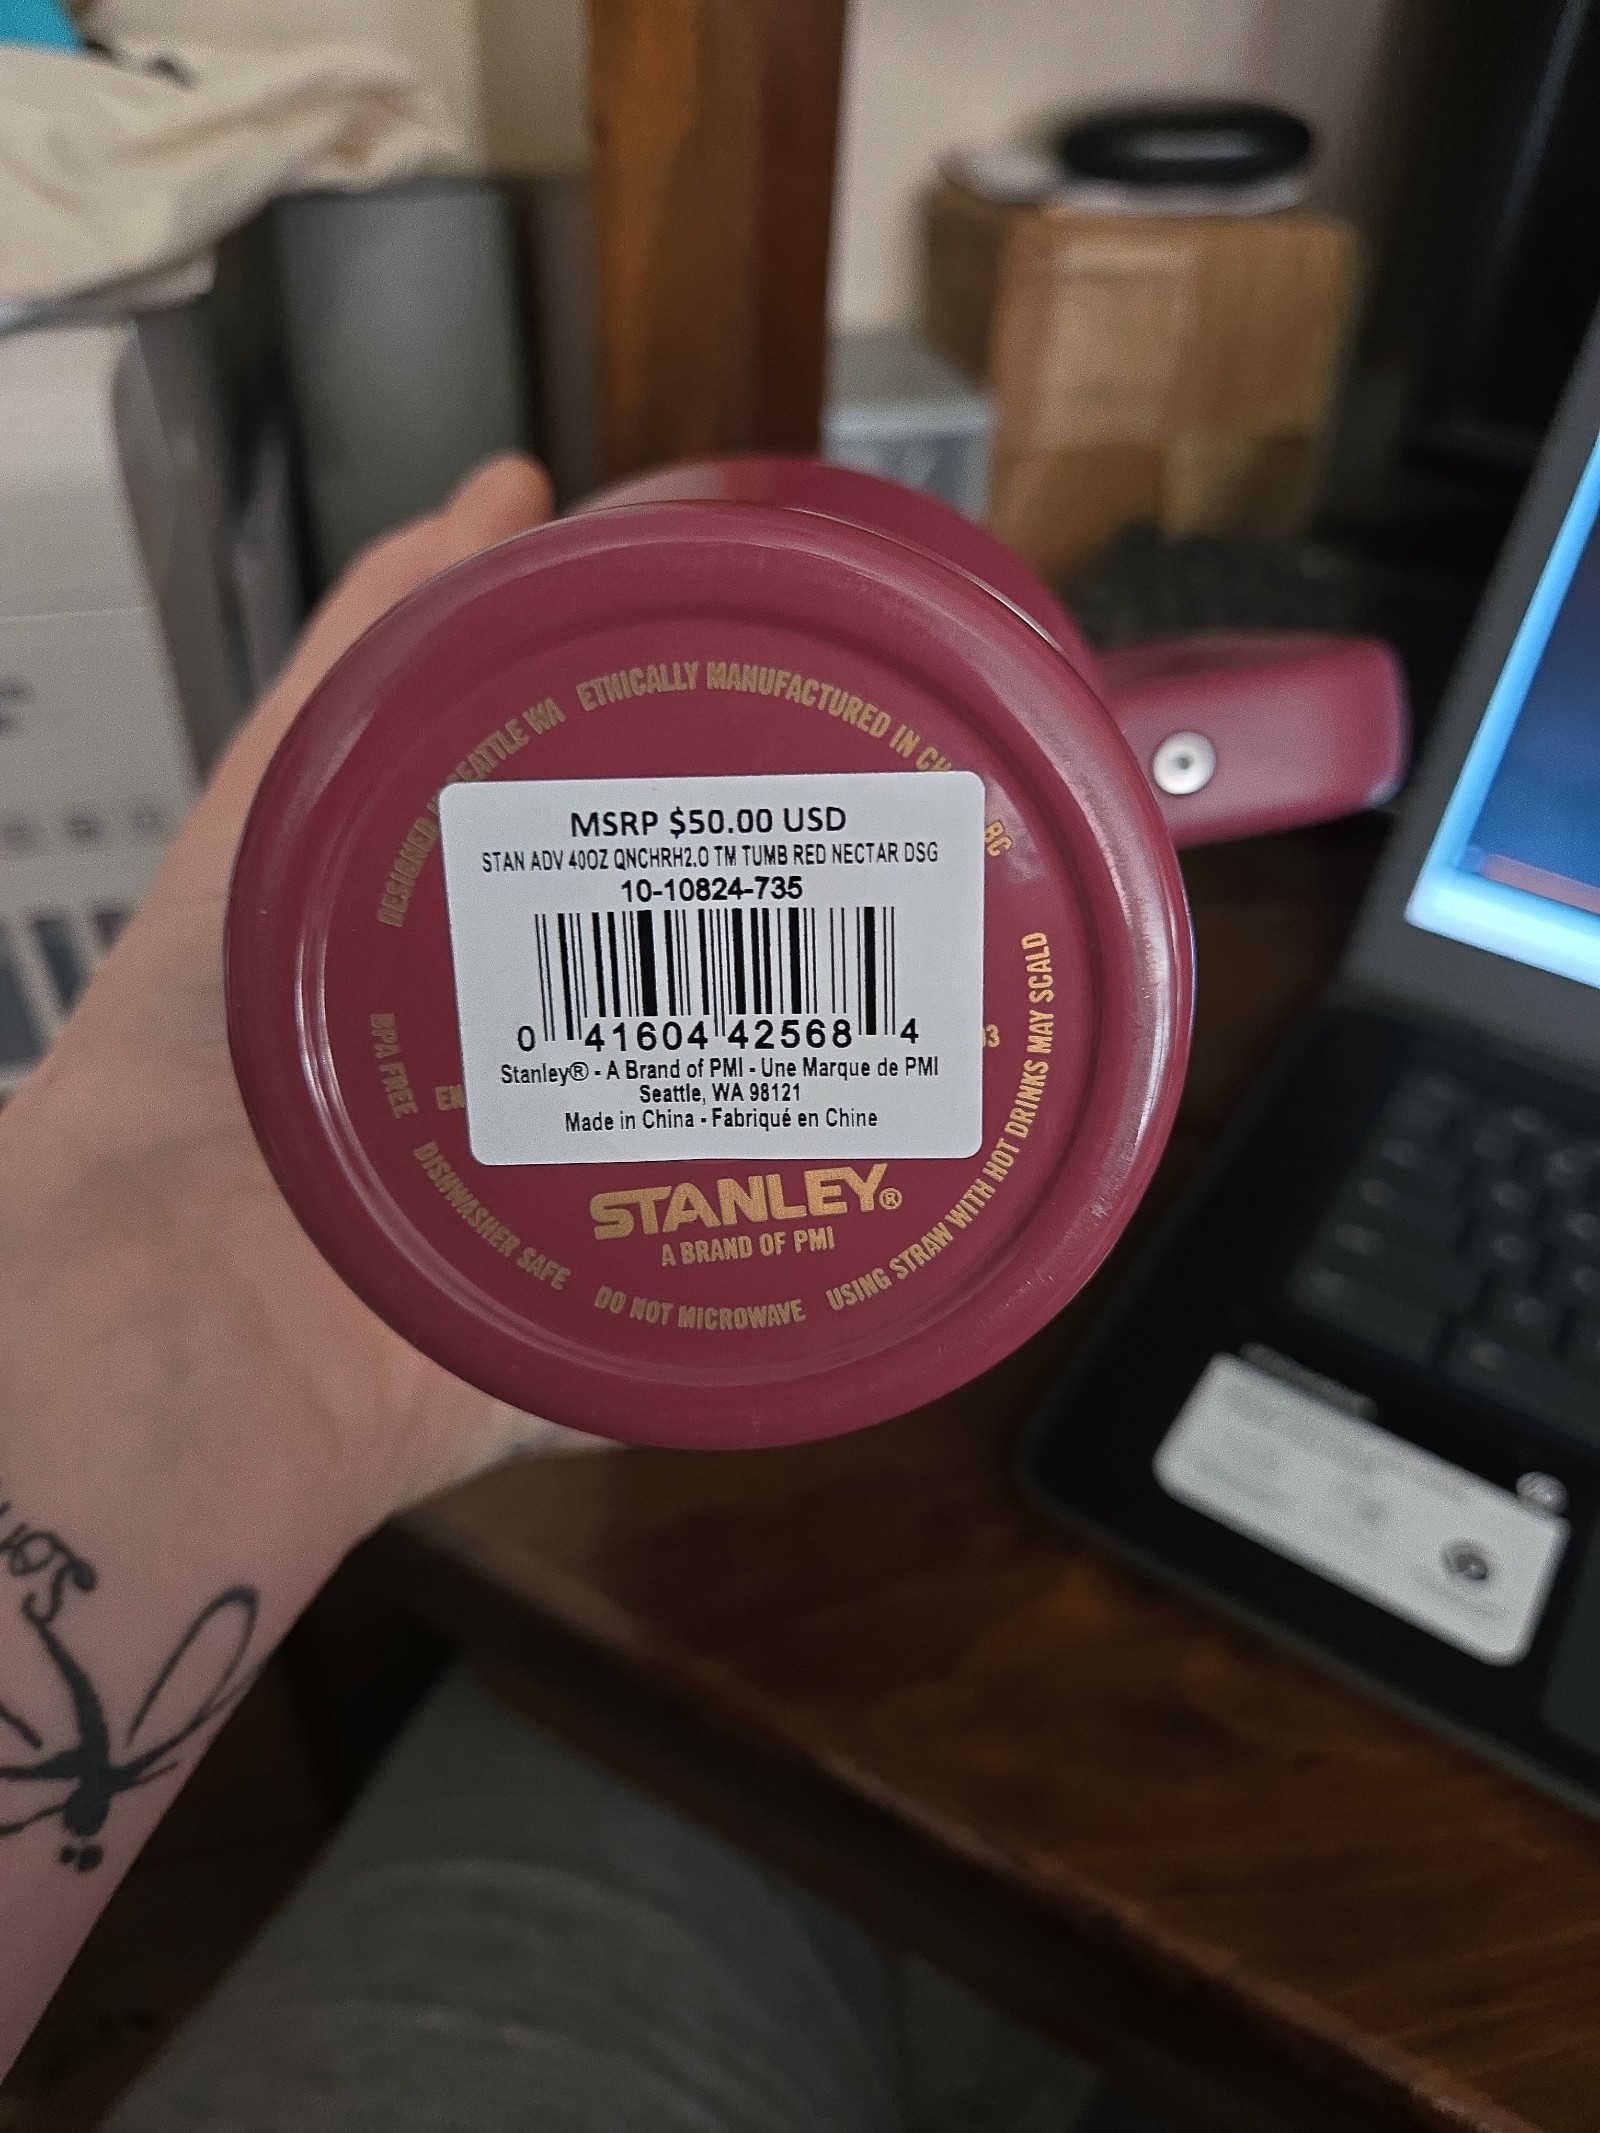 DESIGNED SEATTLE WA
ETHICALLY MANUFACTURED IN
MSRP $50.00 USD
STAN ADV 40OZ QNCHRH2.0 TM TUMB RED NECTAR DSG
10-10824-735
0 41604 42568 4
Stanley® - A Brand of PMI - Une Marque de PMI
Seattle, WA 98121
Made in China - Fabriqué en Chine
STANLEY®
A BRAND OF PMI
BPA FREE
DISHWASHER SAFE
DO NOT MICROWAVE
USING STRAW WITH HOT DRINKS MAY SCALD